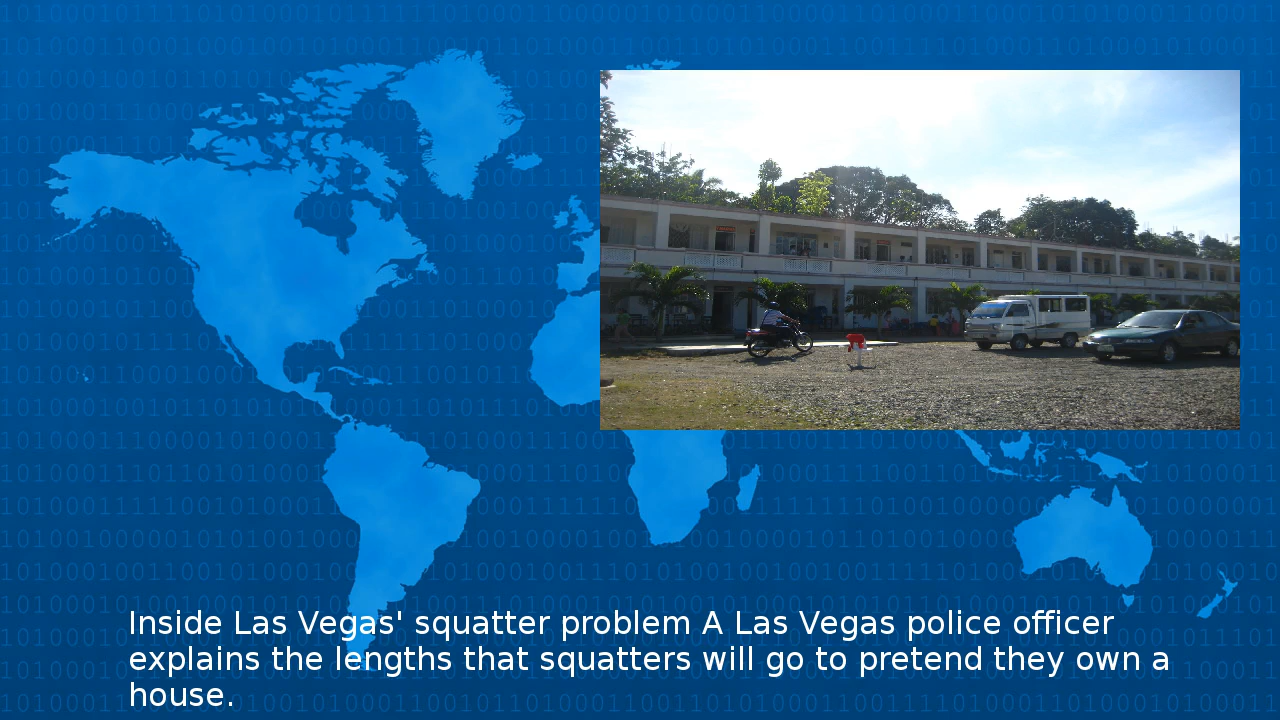 Inside Las Vegas' squatter problem A Las Vegas police officer
explains the lengths that squatters will go to pretend they own a
house.